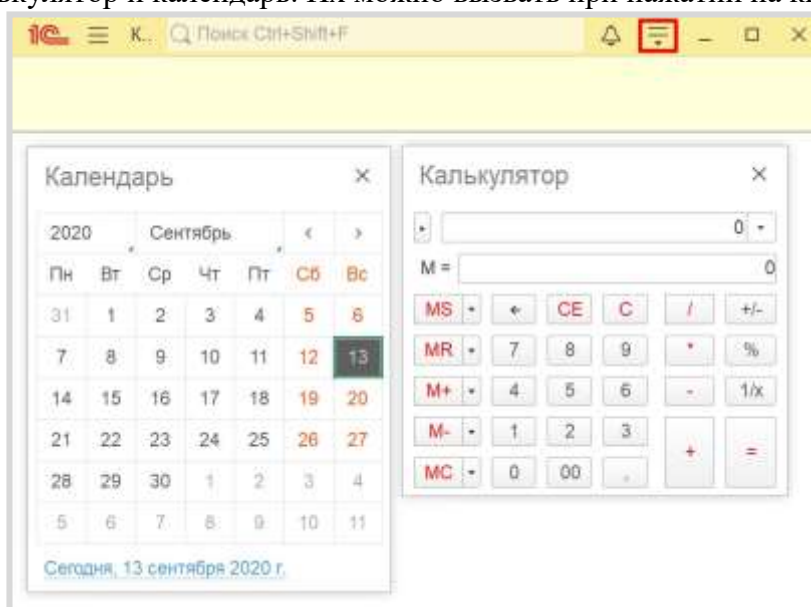 кулятор и календарь. Их можно вызвать при нажатии на к
1С К.. Поиск Ctrl+Shift+F
Календарь ×
2020 Сентябрь < >
Пн Вт Ср Чт Пт Сб Вс
31 1 2 3 4 5 6
7 8 9 10 11 12 13
14 15 16 17 18 19 20
21 22 23 24 25 26 27
28 29 30 1 2 3 4
5 6 7 8 9 10 11
Сегодня, 13 сентября 2020 г.
Калькулятор ×
0
M = 0
MS ← CE C / +/-
MR 7 8 9 * %
M+ 4 5 6 - 1/x
M- 1 2 3 + =
MC 0 00 ,